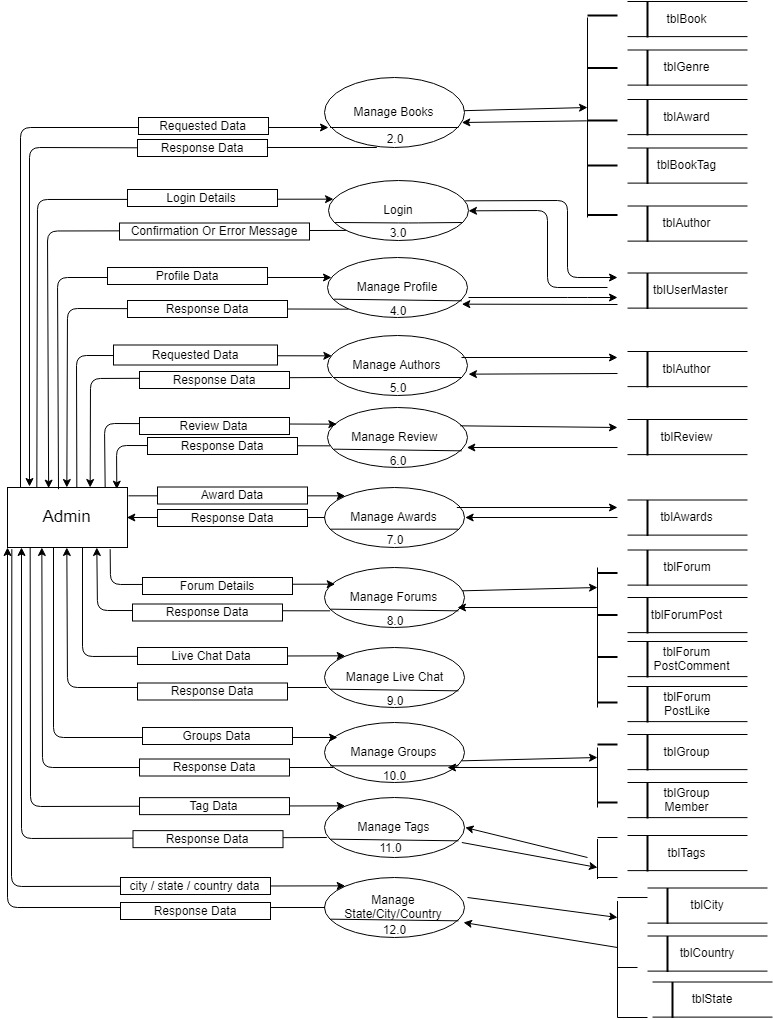 tblBook
tblGenre
Manage Books
tblAward
Requested Data
2.0
Response Data
tblBookTag
Login Details
Login
tblAuthor
Confirmation Or Error Message
3.0
Profile Data
Manage Profile
tblUserMaster
Response Data
4.0
Requested Data
Manage Authors
tblAuthor
Response Data
5.0
Review Data
Manage Review
tblReview
Response Data
6.0
Award Data
Admin
Manage Awards
tblAwards
Response Data
7.0
tblForum
Forum Details
Manage Forums
Response Data
8.0
tblForumPost
Live Chat Data
tblForum
PostComment
Manage Live Chat
Response Data
9.0
tblForum
PostLike
Groups Data
Manage Groups
tblGroup
Response Data
10.0
tblGroup
Member
Tag Data
Manage Tags
Response Data
11.0
tblTags
city / state / country data
Manage
State/City/Country
tblCity
Response Data
12.0
tblCountry
tblState